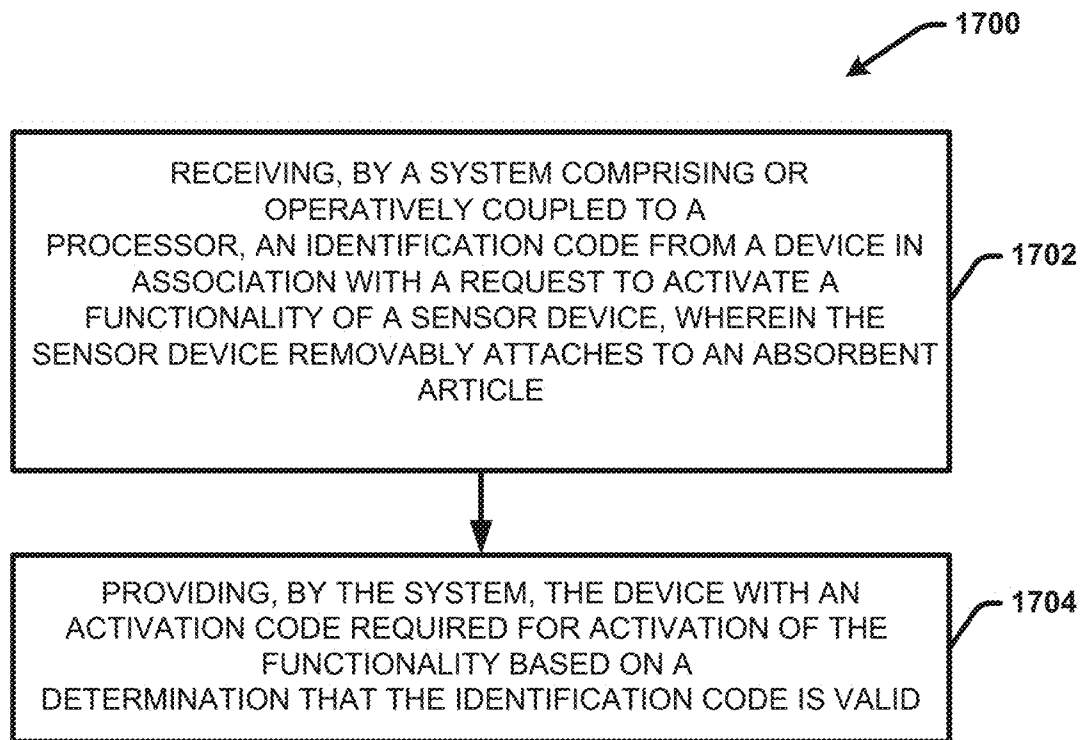 1700
RECEIVING, BY A SYSTEM COMPRISING OR
OPERATIVELY COUPLED TO A
PROCESSOR, AN IDENTIFICATION CODE FROM A DEVICE IN
ASSOCIATION WITH A REQUEST TO ACTIVATE A
FUNCTIONALITY OF A SENSOR DEVICE, WHEREIN THE
SENSOR DEVICE REMOVABLY ATTACHES TO AN ABSORBENT
ARTICLE
1702
PROVIDING, BY THE SYSTEM, THE DEVICE WITH AN
ACTIVATION CODE REQUIRED FOR ACTIVATION OF THE
FUNCTIONALITY BASED ON A
DETERMINATION THAT THE IDENTIFICATION CODE IS VALID
1704